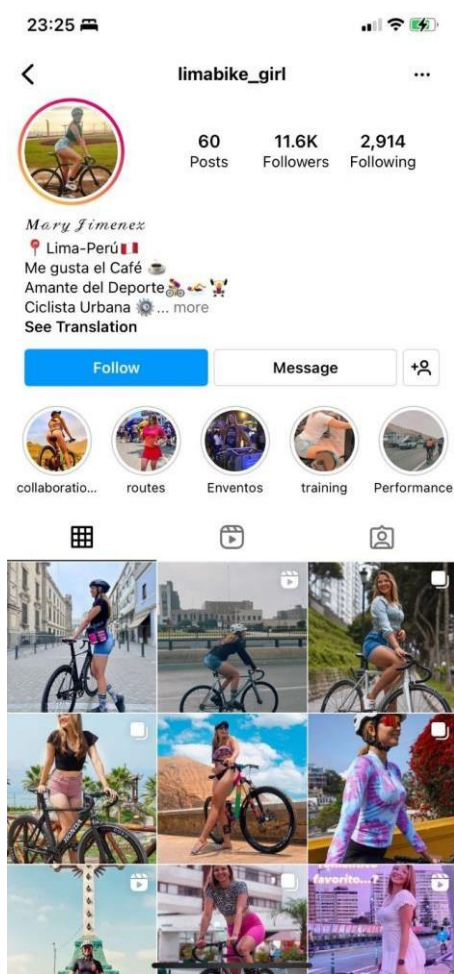 23:25
limabike_girl
60 11.6K 2,914
Posts Followers Following
Mary Jimenez
Lima-Perú
Me gusta el Café
Amante del Deporte
Ciclista Urbana ... more
See Translation
Follow Message
collaboratio... routes Enventos training Performance
favorito...?